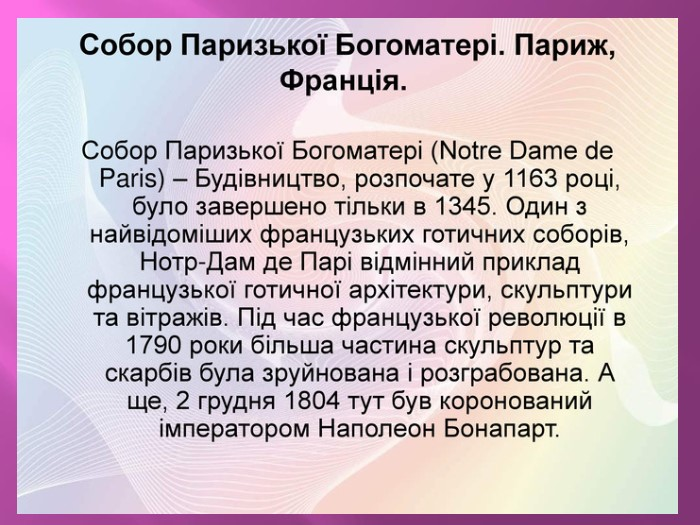 Собор Паризької Богоматері. Париж,
Франція.
Собор Паризької Богоматері (Notre Dame de
Paris) – Будівництво, розпочате у 1163 році,
було завершено тільки в 1345. Один з
найвідоміших французьких готичних соборів,
Нотр-Дам де Парі відмінний приклад
французької готичної архітектури, скульптури
та вітражів. Під час французької революції в
1790 роки більша частина скульптур та
скарбів була зруйнована і розграбована. А
ще, 2 грудня 1804 тут був коронований
імператором Наполеон Бонапарт.